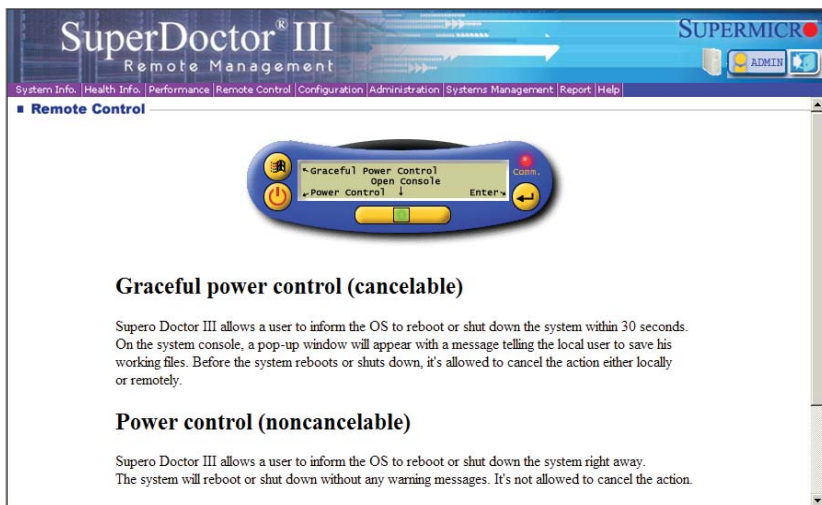 SuperDoctor® III
Remote Management
SUPERMICR
ADMIN
System Info. |Health Info. |Performance |Remote Control |Configuration |Administration |Systems Management |Report |Help|
Remote Control
Graceful Power Control
Open Console
Power Control
Enter
Comm.
Graceful power control (cancelable)
Supero Doctor III allows a user to inform the OS to reboot or shut down the system within 30 seconds.
On the system console, a pop-up window will appear with a message telling the local user to save his
working files. Before the system reboots or shuts down, it's allowed to cancel the action either locally
or remotely.
Power control (noncancelable)
Supero Doctor III allows a user to inform the OS to reboot or shut down the system right away.
The system will reboot or shut down without any warning messages. It's not allowed to cancel the action.